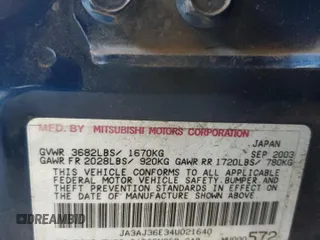 MFD. BY MITSUBISHI MOTORS CORPORATION
JAPAN
GVWR 3682LBS/ 1670KG SEP 2003
GAWR FR 2028LBS/ 920KG GAWR RR 1720LBS/ 780KG
THIS VEHICLE CONFORMS TO ALL APPLICABLE
FEDERAL MOTOR VEHICLE SAFETY, BUMPER, AND
THEFT PREVENTION STANDARDS IN EFFECT ON
THE DATE OF MANUFACTURE SHOWN ABOVE.
JA3AJ36E34U021640
572